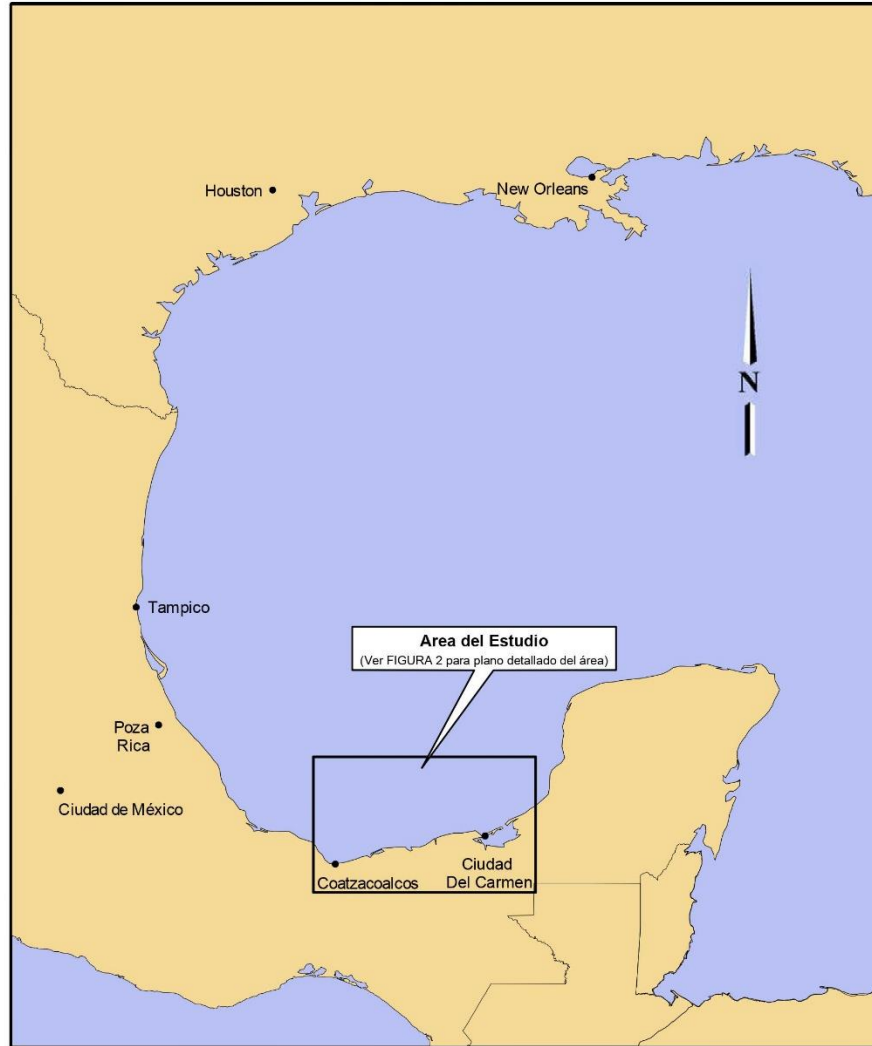 Houston
New Orleans
N
Tampico
Area del Estudio
(Ver FIGURA 2 para plano detallado del área)
Poza
Rica
Ciudad de México
Coatzacoalcos
Ciudad
Del Carmen